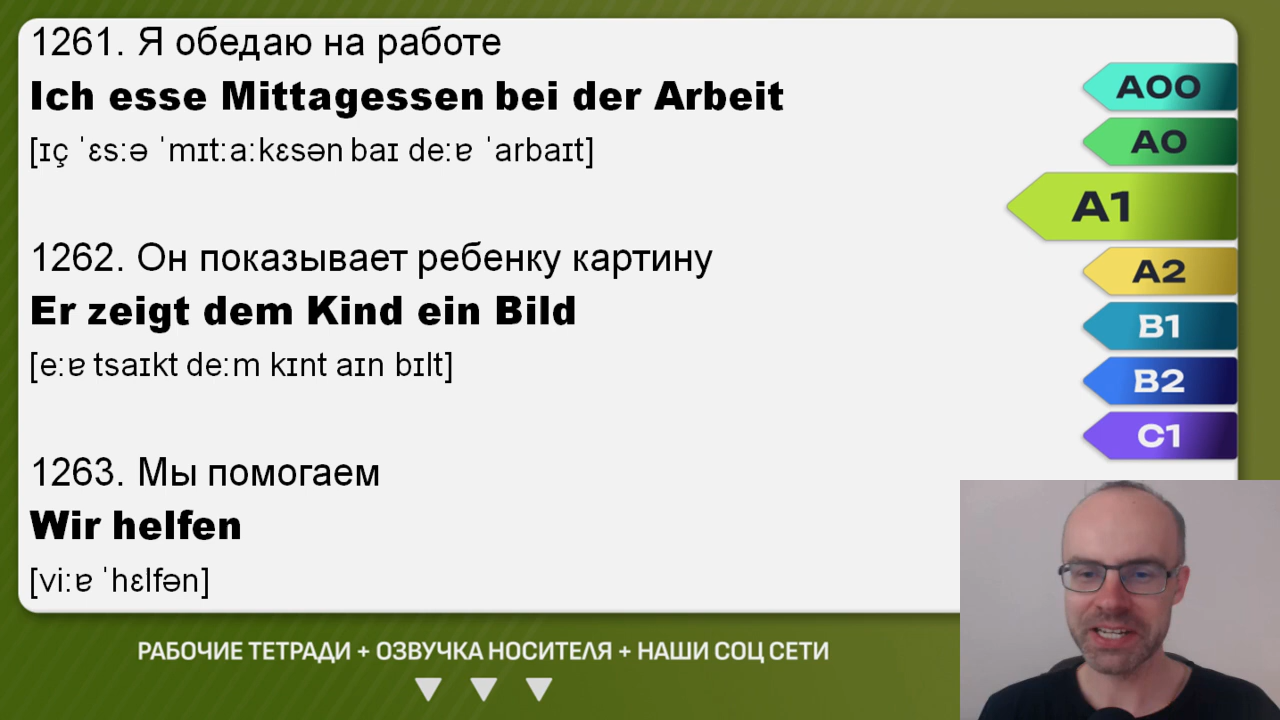 1261. Я обедаю на работе
Ich esse Mittagessen bei der Arbeit
[ɪç ˈɛsːə ˈmɪtːaːkɛsən baɪ deːɐ ˈarbaɪt]
1262. Он показывает ребенку картину
Er zeigt dem Kind ein Bild
[eːɐ tsaɪkt deːm kɪnt aɪn bɪlt]
1263. Мы помогаем
Wir helfen
[viːɐ ˈhɛlfən]
A00
A0
A1
A2
B1
B2
C1
РАБОЧИЕ ТЕТРАДИ + ОЗВУЧКА НОСИТЕЛЯ + НАШИ СОЦ СЕТИ